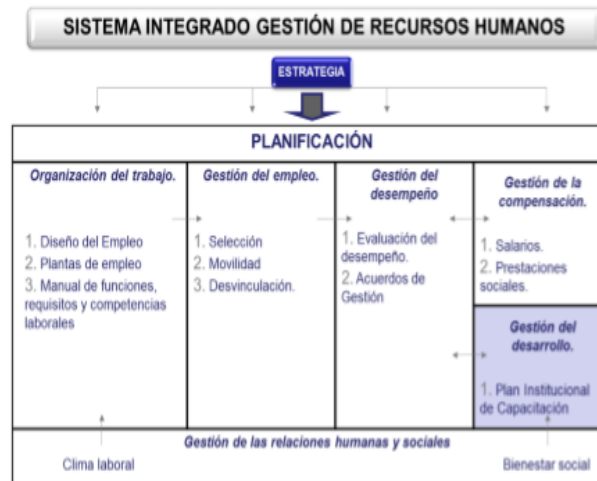 SISTEMA INTEGRADO GESTIÓN DE RECURSOS HUMANOS
ESTRATEGIA
PLANIFICACIÓN
Organización del trabajo.
1. Diseño del Empleo
2. Plantas de empleo
3. Manual de funciones,
requisitos y competencias
laborales
Gestión del empleo.
1. Selección
2. Movilidad
3. Desvinculación.
Gestión del
desempeño
1. Evaluación del
desempeño.
2. Acuerdos de
Gestión
Gestión de la
compensación.
1. Salarios.
2. Prestaciones
sociales.
Gestión del
desarrollo.
1. Plan Institucional
de Capacitación
Gestión de las relaciones humanas y sociales
Clima laboral
Bienestar social